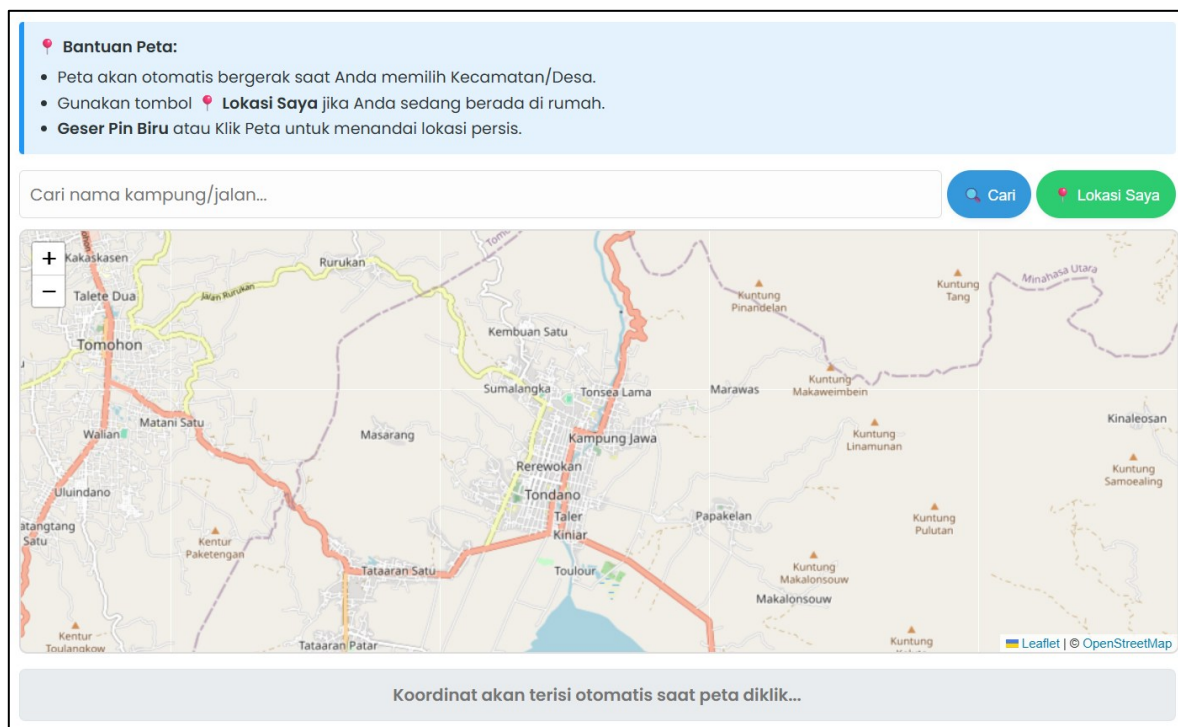 📍 Bantuan Peta:
• Peta akan otomatis bergerak saat Anda memilih Kecamatan/Desa.
• Gunakan tombol 📍 Lokasi Saya jika Anda sedang berada di rumah.
• Geser Pin Biru atau Klik Peta untuk menandai lokasi persis.
Cari nama kampung/jalan...
🔍 Cari
📍 Lokasi Saya
+
−
Kakaskasen
Rurukan
Minahasa Utara
Kuntung
Tang
Talete Dua
Jalan Rurukan
Kuntung
Pinandelan
Kembuan Satu
Tomohon
Kuntung
Makaweimbein
Sumalangka
Tonsea Lama
Marawas
Kinaleosan
Matani Satu
Walian
Masarang
Kampung Jawa
Kuntung
Linamunan
Rerewokan
Kuntung
Samoealing
Uluindano
Tondano
Taler
Papakelan
Kuntung
Pulutan
atangtang
Satu
Kiniar
Kentur
Paketengan
Tataaran Satu
Toulour
Kuntung
Makalonsouw
Makalonsouw
Kentur
Toulangkow
Tataaran Patar
Kuntung
Leaflet | © OpenStreetMap
Koordinat akan terisi otomatis saat peta diklik...